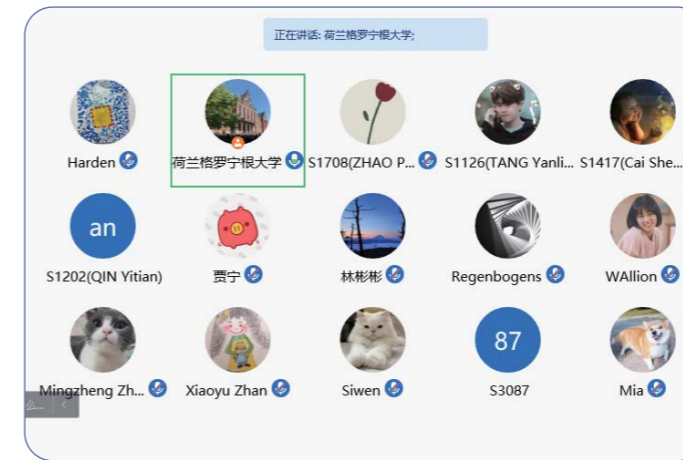 正在讲话: 荷兰格罗宁根大学;
Harden
荷兰格罗宁根大学
S1708(ZHAO P...
S1126(TANG Yanli...
S1417(Cai She...
an
S1202(QIN Yitian)
贾宁
林彬彬
Regenbogens
WAllion
Mingzheng Zh...
Xiaoyu Zhan
Siwen
87
S3087
Mia